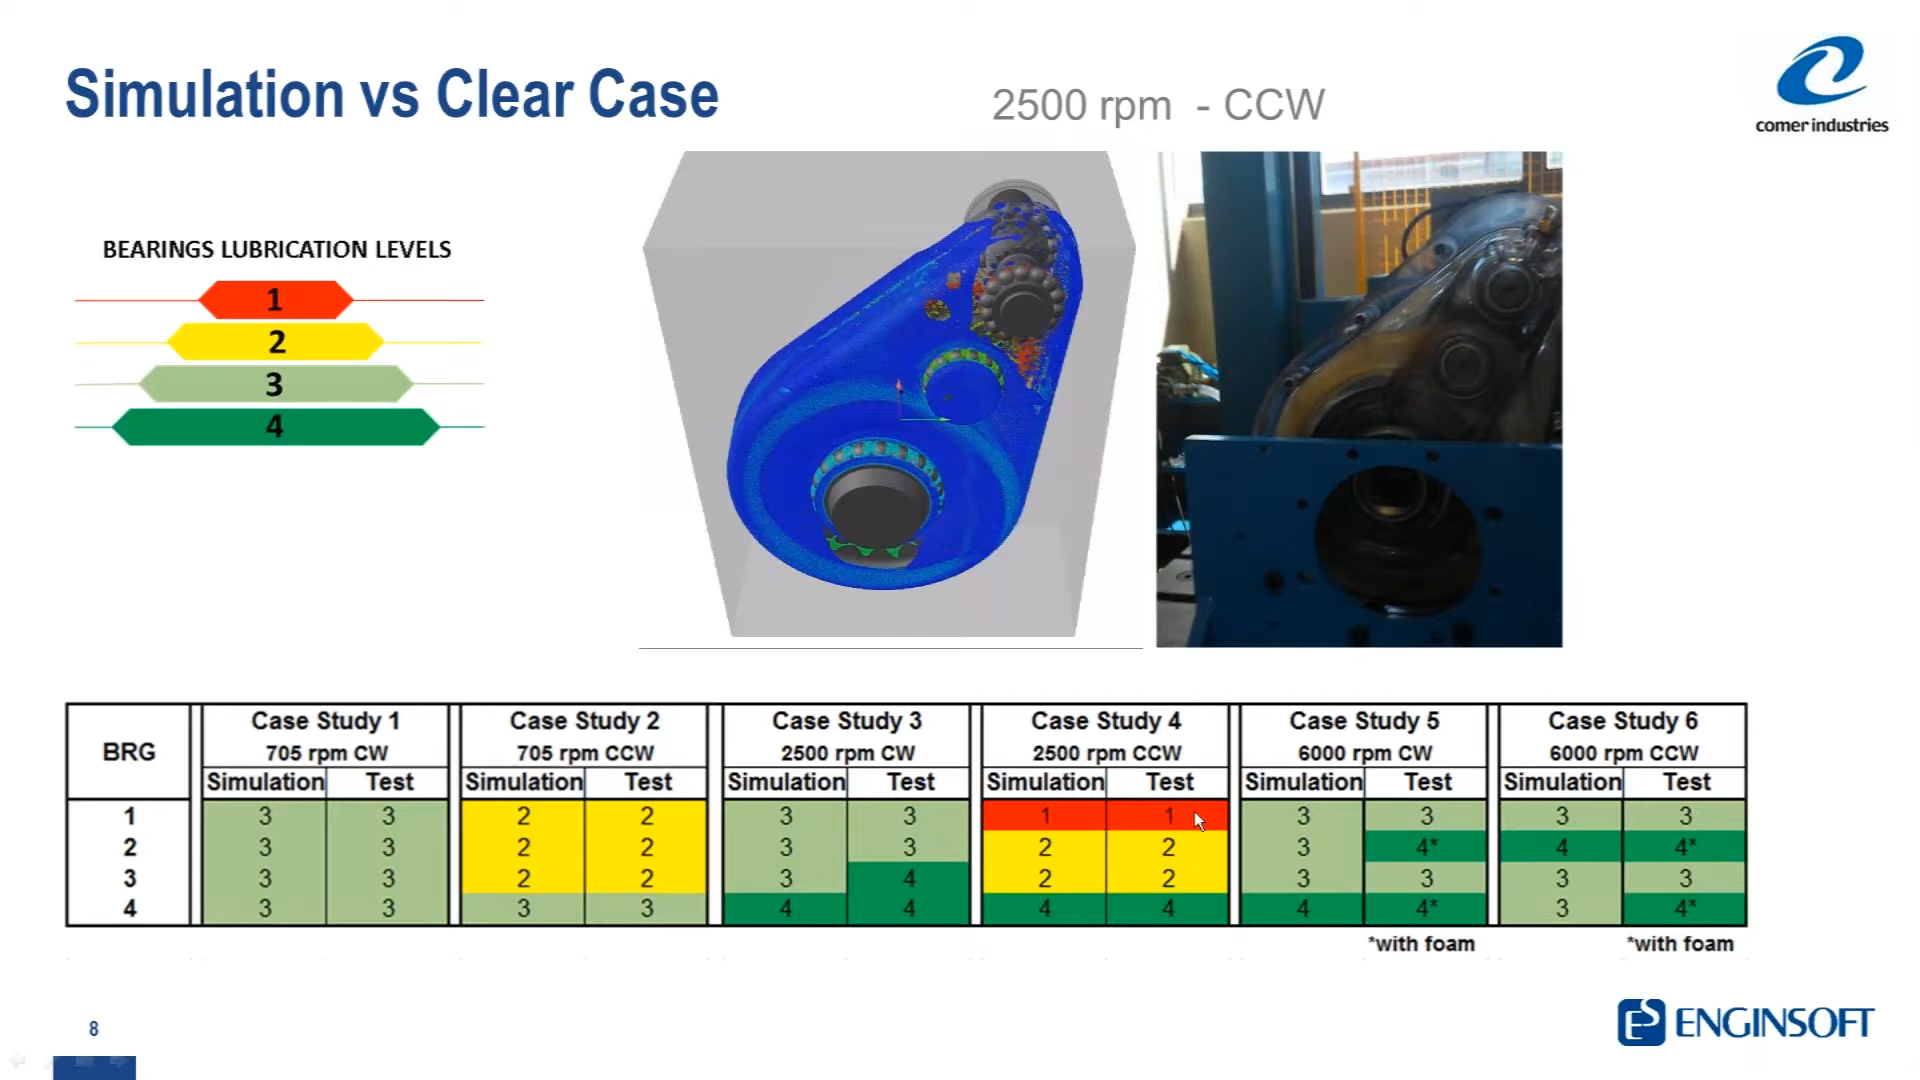 Simulation vs Clear Case
2500 rpm - CCW
comer industries
BEARINGS LUBRICATION LEVELS
1
2
3
4
BRG
Case Study 1
Case Study 2
Case Study 3
Case Study 4
Case Study 5
Case Study 6
705 rpm CW
705 rpm CCW
2500 rpm CW
2500 rpm CCW
6000 rpm CW
6000 rpm CCW
Simulation Test Simulation Test Simulation Test Simulation Test Simulation Test Simulation Test
1 3 3 2 2 3 3 1 1 3 3 3 3
2 3 3 2 2 3 3 2 2 3 4* 4 4*
3 3 3 2 2 3 4 2 2 3 3 3 3
4 3 3 3 3 4 4 4 4 4 4* 3 4*
*with foam *with foam
8
ES ENGINSOFT